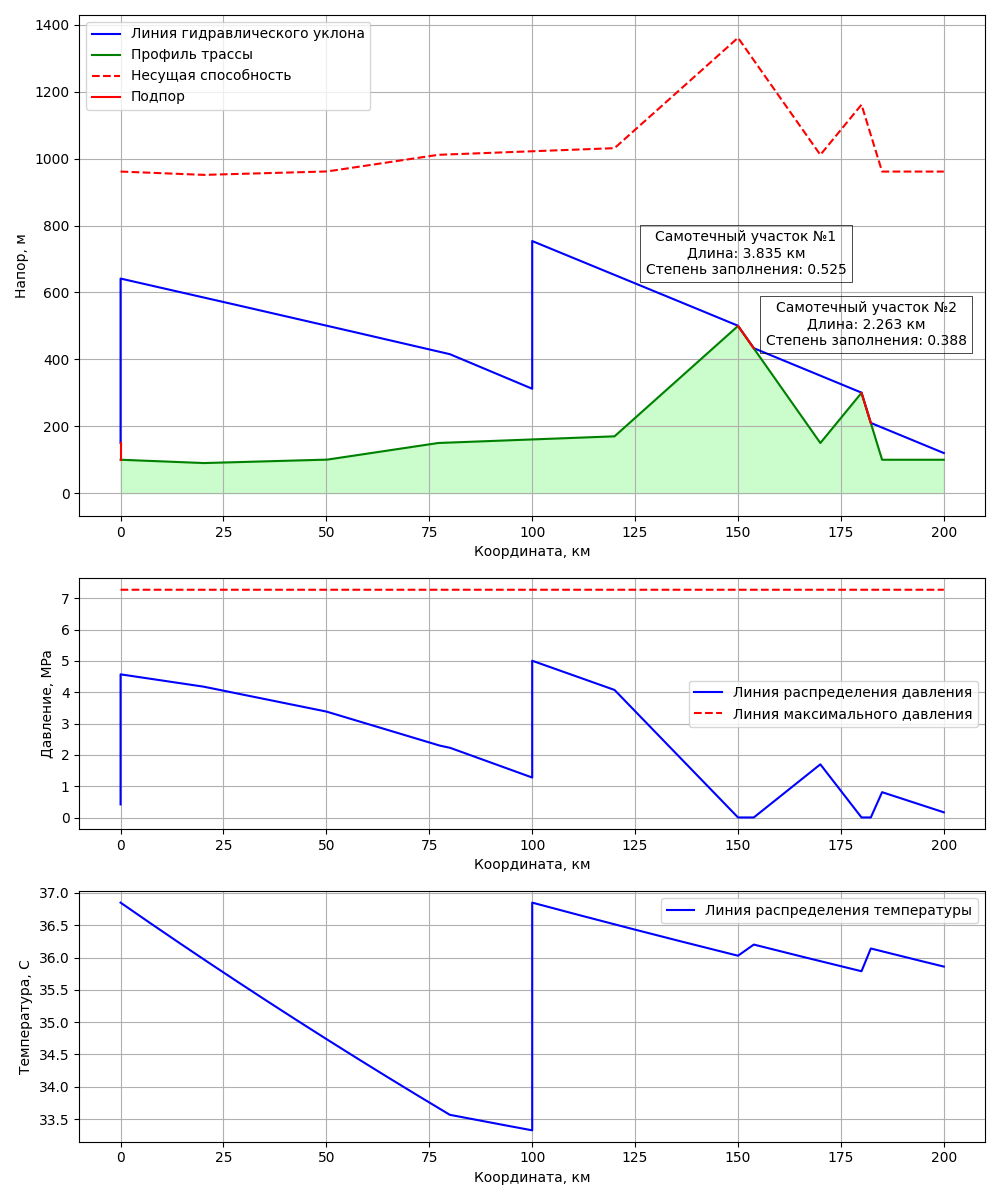 Линия гидравлического уклона
Профиль трассы
Несущая способность
Подпор
1400
1200
1000
800
600
400
200
0
Напор, м
Самотечный участок №1
Длина: 3.835 км
Степень заполнения: 0.525
Самотечный участок №2
Длина: 2.263 км
Степень заполнения: 0.388
0 25 50 75 100 125 150 175 200
Координата, км
7
6
5
4
3
2
1
0
Давление, МPa
Линия распределения давления
Линия максимального давления
0 25 50 75 100 125 150 175 200
Координата, км
37.0
36.5
36.0
35.5
35.0
34.5
34.0
33.5
Температура, С
Линия распределения температуры
0 25 50 75 100 125 150 175 200
Координата, км